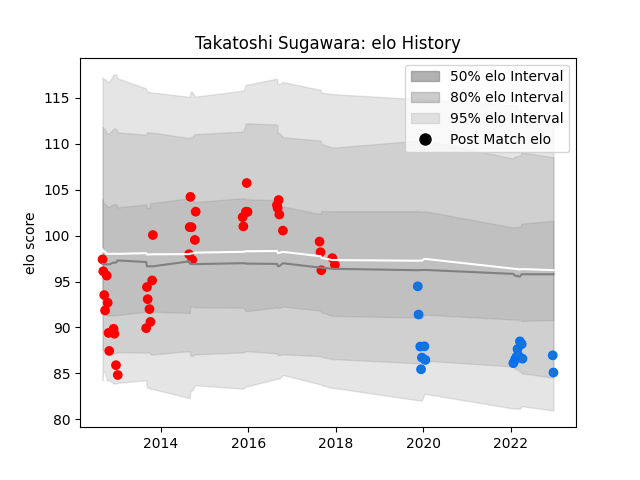 Takatoshi Sugawara: elo History
50% elo Interval
80% elo Interval
95% elo Interval
Post Match elo
elo score
115
110
105
100
95
90
85
80
2014
2016
2018
2020
2022